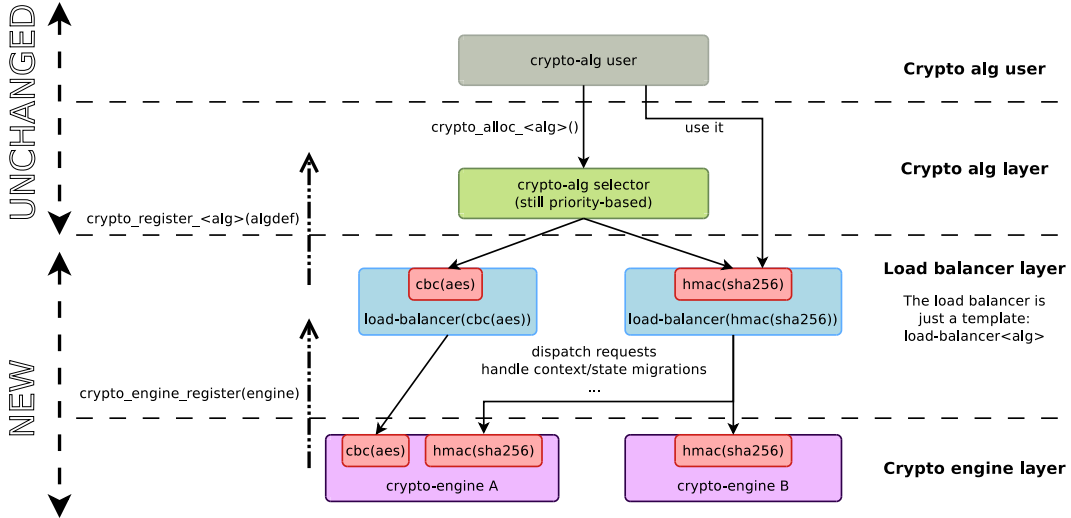 UNCHANGED
crypto-alg user
Crypto alg user
crypto_alloc_<alg>()
use it
crypto-alg selector
(still priority-based)
Crypto alg layer
crypto_register_<alg>(algdef)
NEW
cbc(aes)
load-balancer(cbc(aes))
hmac(sha256)
load-balancer(hmac(sha256))
Load balancer layer
The load balancer is
just a template:
load-balancer<alg>
dispatch requests
handle context/state migrations
...
crypto_engine_register(engine)
cbc(aes)
hmac(sha256)
crypto-engine A
hmac(sha256)
crypto-engine B
Crypto engine layer